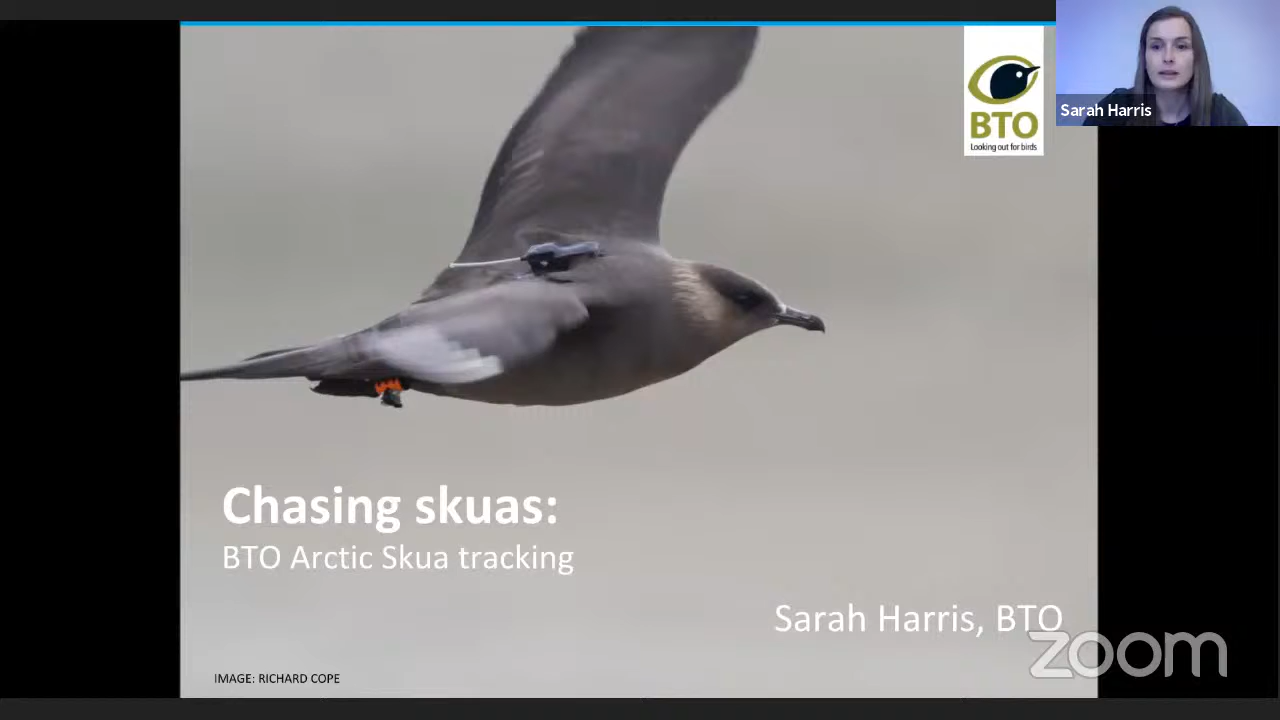 BTO
Looking out for birds
Sarah Harris
Chasing skuas:
BTO Arctic Skua tracking
Sarah Harris, BTO
zoom
IMAGE: RICHARD COPE